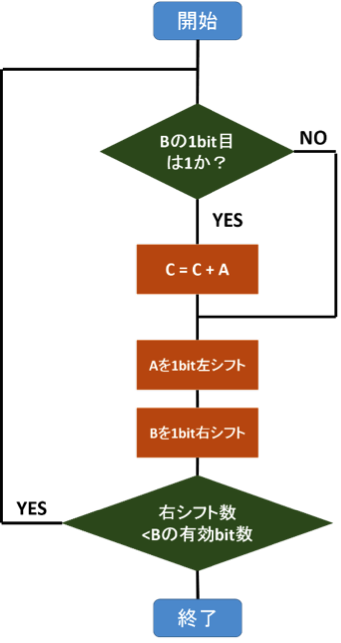 開始
Bの1bit目
は1か？
NO
YES
C = C + A
Aを1bit左シフト
Bを1bit右シフト
右シフト数
<Bの有効bit数
YES
終了